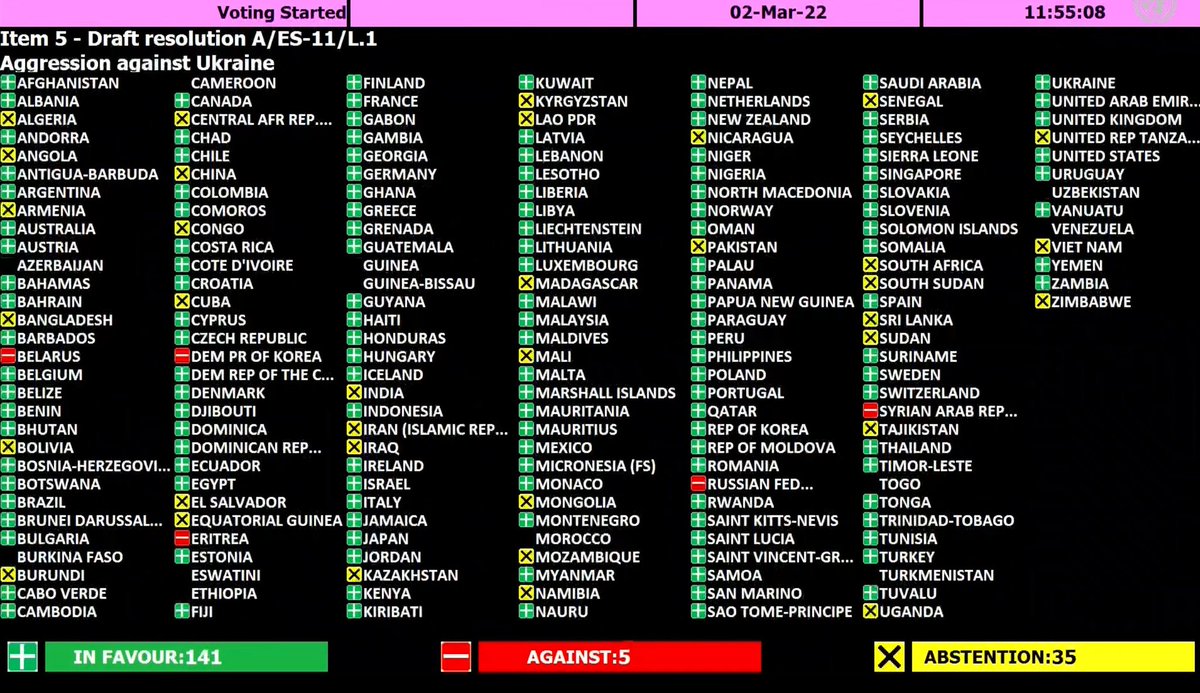 Voting Started 02-Mar-22 11:55:08
Item 5 - Draft resolution A/ES-11/L.1
Aggression against Ukraine
AFGHANISTAN
ALBANIA
ALGERIA
ANDORRA
ANGOLA
ANTIGUA-BARBUDA
ARGENTINA
ARMENIA
AUSTRALIA
AUSTRIA
AZERBAIJAN
BAHAMAS
BAHRAIN
BANGLADESH
BARBADOS
BELARUS
BELGIUM
BELIZE
BENIN
BHUTAN
BOLIVIA
BOSNIA-HERZEGOVI...
BOTSWANA
BRAZIL
BRUNEI DARUSSAL...
BULGARIA
BURKINA FASO
BURUNDI
CABO VERDE
CAMBODIA
CAMEROON
CANADA
CENTRAL AFR REP....
CHAD
CHILE
CHINA
COLOMBIA
COMOROS
CONGO
COSTA RICA
COTE D'IVOIRE
CROATIA
CUBA
CYPRUS
CZECH REPUBLIC
DEM PR OF KOREA
DEM REP OF THE C...
DENMARK
DJIBOUTI
DOMINICA
DOMINICAN REP...
ECUADOR
EGYPT
EL SALVADOR
EQUATORIAL GUINEA
ERITREA
ESTONIA
ESWATINI
ETHIOPIA
FIJI
FINLAND
FRANCE
GABON
GAMBIA
GEORGIA
GERMANY
GHANA
GREECE
GRENADA
GUATEMALA
GUINEA
GUINEA-BISSAU
GUYANA
HAITI
HONDURAS
HUNGARY
ICELAND
INDIA
INDONESIA
IRAN (ISLAMIC REP...
IRAQ
IRELAND
ISRAEL
ITALY
JAMAICA
JAPAN
JORDAN
KAZAKHSTAN
KENYA
KIRIBATI
KUWAIT
KYRGYZSTAN
LAO PDR
LATVIA
LEBANON
LESOTHO
LIBERIA
LIBYA
LIECHTENSTEIN
LITHUANIA
LUXEMBOURG
MADAGASCAR
MALAWI
MALAYSIA
MALDIVES
MALI
MALTA
MARSHALL ISLANDS
MAURITANIA
MAURITIUS
MEXICO
MICRONESIA (FS)
MONACO
MONGOLIA
MONTENEGRO
MOROCCO
MOZAMBIQUE
MYANMAR
NAMIBIA
NAURU
NEPAL
NETHERLANDS
NEW ZEALAND
NICARAGUA
NIGER
NIGERIA
NORTH MACEDONIA
NORWAY
OMAN
PAKISTAN
PALAU
PANAMA
PAPUA NEW GUINEA
PARAGUAY
PERU
PHILIPPINES
POLAND
PORTUGAL
QATAR
REP OF KOREA
REP OF MOLDOVA
ROMANIA
RUSSIAN FED...
RWANDA
SAINT KITTS-NEVIS
SAINT LUCIA
SAINT VINCENT-GR...
SAMOA
SAN MARINO
SAO TOME-PRINCIPE
SAUDI ARABIA
SENEGAL
SERBIA
SEYCHELLES
SIERRA LEONE
SINGAPORE
SLOVAKIA
SLOVENIA
SOLOMON ISLANDS
SOMALIA
SOUTH AFRICA
SOUTH SUDAN
SPAIN
SRI LANKA
SUDAN
SURINAME
SWEDEN
SWITZERLAND
SYRIAN ARAB REP...
TAJIKISTAN
THAILAND
TIMOR-LESTE
TOGO
TONGA
TRINIDAD-TOBAGO
TUNISIA
TURKEY
TURKMENISTAN
TUVALU
UGANDA
UKRAINE
UNITED ARAB EMIR...
UNITED KINGDOM
UNITED REP TANZA...
UNITED STATES
URUGUAY
UZBEKISTAN
VANUATU
VENEZUELA
VIET NAM
YEMEN
ZAMBIA
ZIMBABWE
IN FAVOUR:141 AGAINST:5 ABSTENTION:35